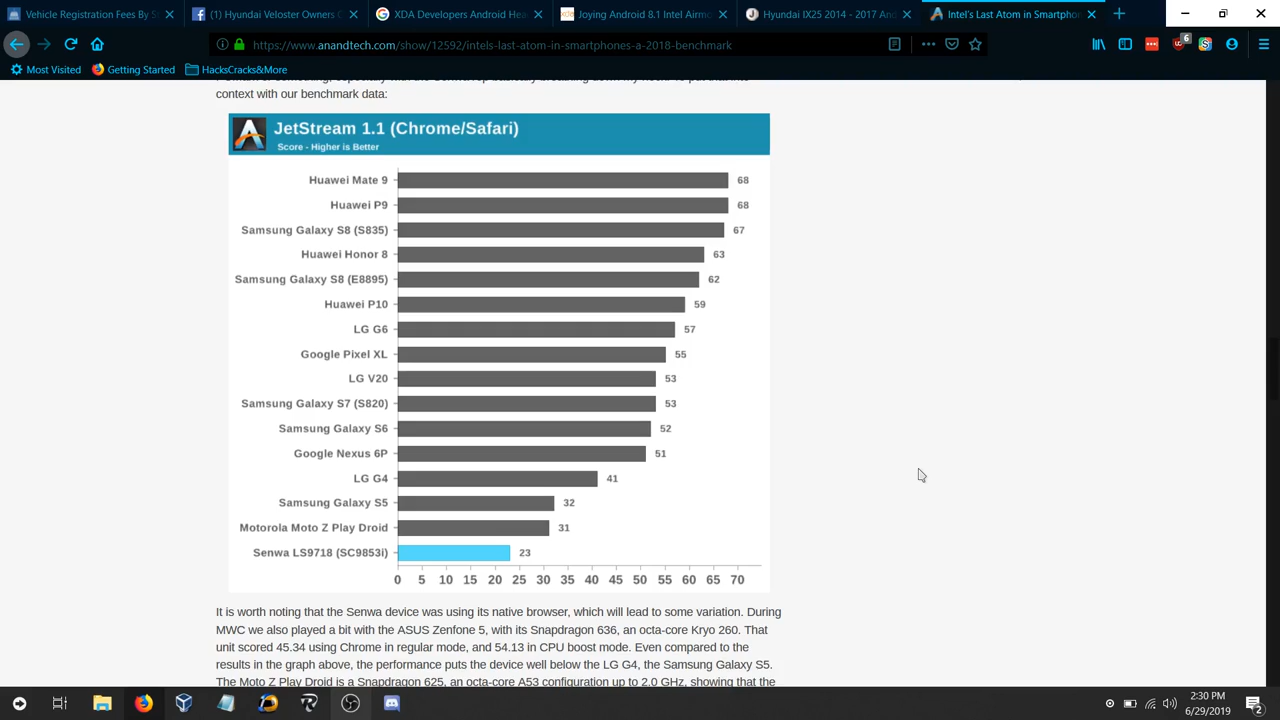 Vehicle Registration Fees By S
(1) Hyundai Veloster Owners C
XDA Developers Android Hea
Joying Android 8.1 Intel Airmo
Hyundai IX25 2014 - 2017 And
Intel's Last Atom in Smartphon
https://www.anandtech.com/show/12592/intels-last-atom-in-smartphones-a-2018-benchmark
6
Most Visited
Getting Started
HacksCracks&More
context with our benchmark data:
JetStream 1.1 (Chrome/Safari)
Score - Higher is Better
Huawei Mate 9 68
Huawei P9 68
Samsung Galaxy S8 (S835) 67
Huawei Honor 8 63
Samsung Galaxy S8 (E8895) 62
Huawei P10 59
LG G6 57
Google Pixel XL 55
LG V20 53
Samsung Galaxy S7 (S820) 53
Samsung Galaxy S6 52
Google Nexus 6P 51
LG G4 41
Samsung Galaxy S5 32
Motorola Moto Z Play Droid 31
Senwa LS9718 (SC9853i) 23
0 5 10 15 20 25 30 35 40 45 50 55 60 65 70
It is worth noting that the Senwa device was using its native browser, which will lead to some variation. During
MWC we also played a bit with the ASUS Zenfone 5, with its Snapdragon 636, an octa-core Kryo 260. That
unit scored 45.34 using Chrome in regular mode, and 54.13 in CPU boost mode. Even compared to the
results in the graph above, the performance puts the device well below the LG G4, the Samsung Galaxy S5.
The Moto Z Play Droid is a Snapdragon 625, an octa-core A53 configuration up to 2.0 GHz, showing that the
2:30 PM
6/29/2019
2